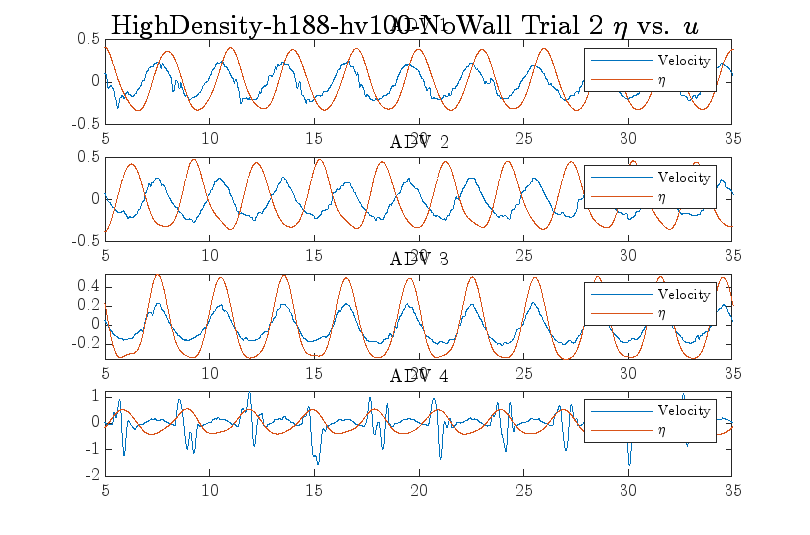 HighDensity-h188-hv100-NoWall Trial 2 η vs. u
ADV 1
0.5
0
-0.5
Velocity
η
5 10 15 20 25 30 35
ADV 2
0.5
0
-0.5
Velocity
η
5 10 15 20 25 30 35
ADV 3
0.4
0.2
0
-0.2
Velocity
η
5 10 15 20 25 30 35
ADV 4
1
0
-1
-2
Velocity
η
5 10 15 20 25 30 35